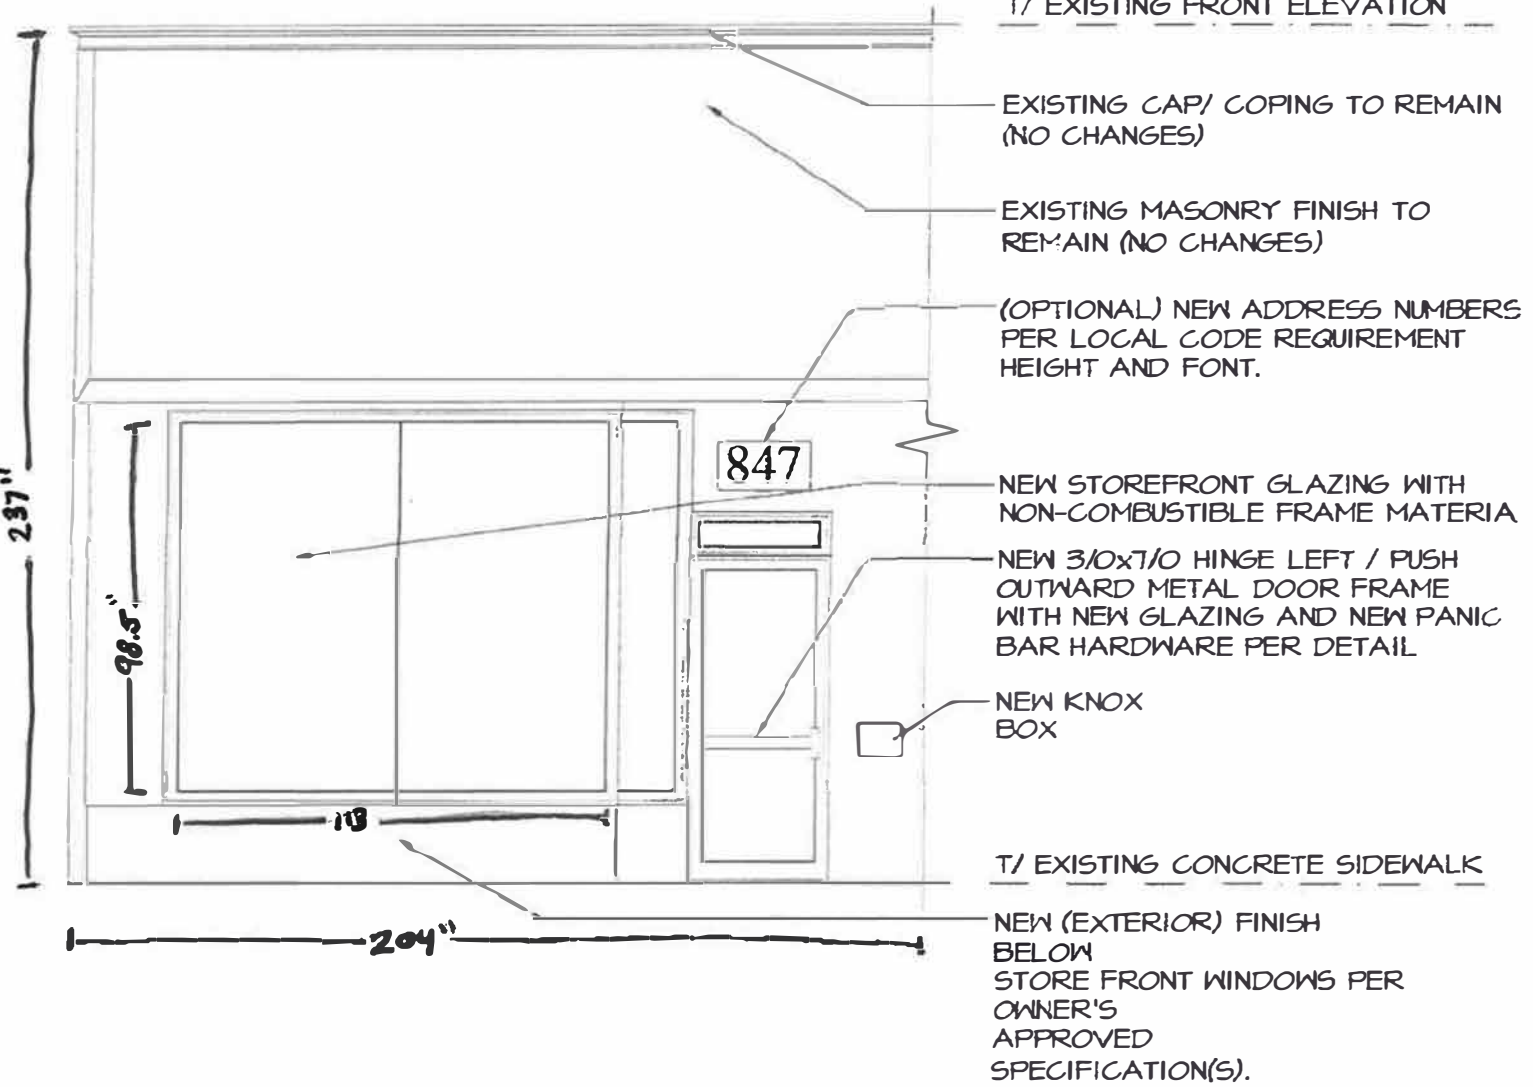 T/ EXISTING FRONT ELEVATION
EXISTING CAP/ COPING TO REMAIN
(NO CHANGES)
EXISTING MASONRY FINISH TO
REMAIN (NO CHANGES)
(OPTIONAL) NEW ADDRESS NUMBERS
PER LOCAL CODE REQUIREMENT
HEIGHT AND FONT.
847
NEW STOREFRONT GLAZING WITH
NON-COMBUSTIBLE FRAME MATERIA
NEW 3/0x7/0 HINGE LEFT / PUSH
OUTWARD METAL DOOR FRAME
WITH NEW GLAZING AND NEW PANIC
BAR HARDWARE PER DETAIL
NEW KNOX
BOX
237"
98.5"
113
T/ EXISTING CONCRETE SIDEWALK
204"
NEW (EXTERIOR) FINISH
BELOW
STORE FRONT WINDOWS PER
OWNER'S
APPROVED
SPECIFICATION(S).